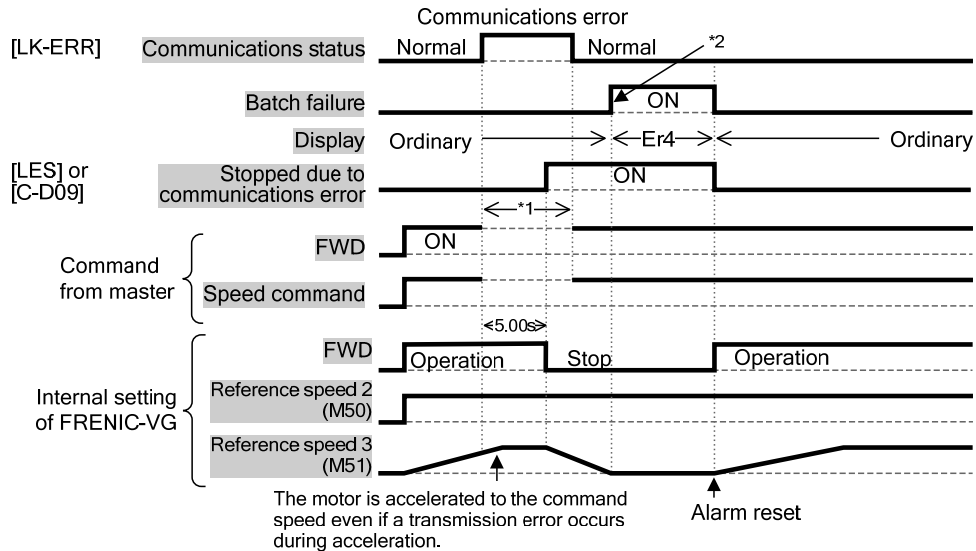 Communications error
[LK-ERR] Communications status Normal Normal
*2
Batch failure ON
Display Ordinary Er4 Ordinary
[LES] or
[C-D09]
Stopped due to
communications error
ON
*1
Command
from master
FWD ON
Speed command
5.00s
Internal setting
of FRENIC-VG
FWD Operation Stop Operation
Reference speed 2
(M50)
Reference speed 3
(M51)
The motor is accelerated to the command
speed even if a transmission error occurs
during acceleration.
Alarm reset